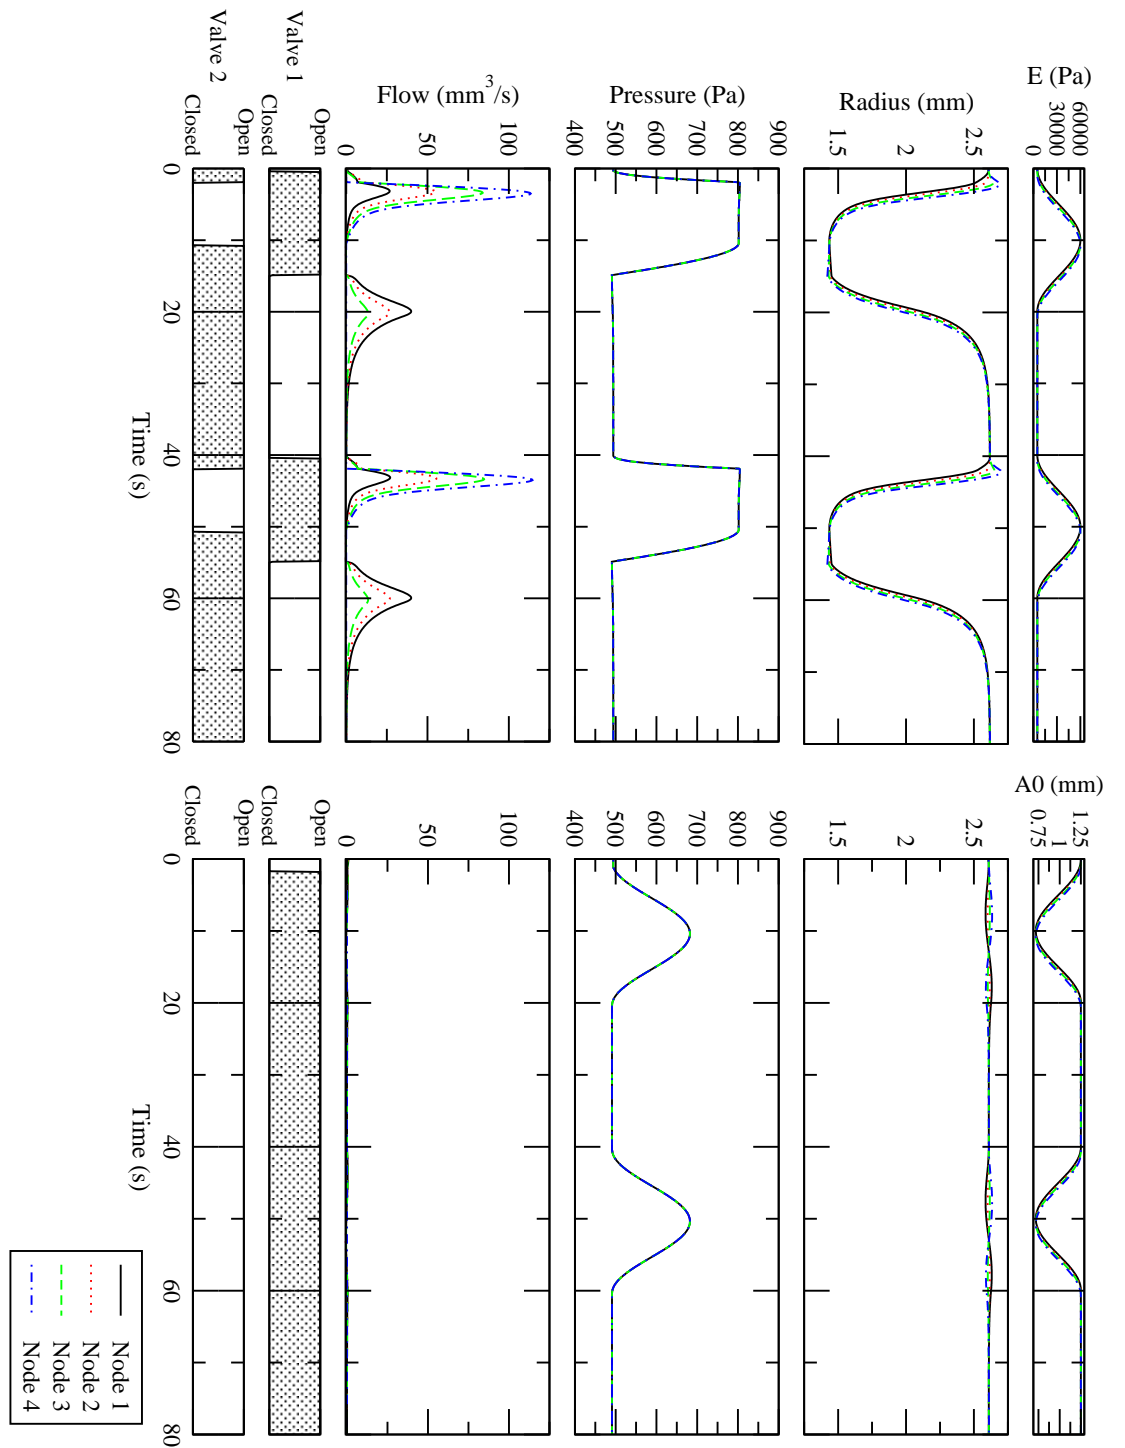 E (Pa)
60000
30000
0
Radius (mm)
2.5
2
1.5
Pressure (Pa)
900
800
700
600
500
400
Flow (mm3/s)
100
50
0
Valve 1
Open
Closed
Valve 2
Open
Closed
0
20
40
60
80
Time (s)
A0 (mm)
1.25
1
0.75
2.5
2
1.5
900
800
700
600
500
400
100
50
0
Open
Closed
Open
Closed
0
20
40
60
80
Time (s)
Node 1
Node 2
Node 3
Node 4